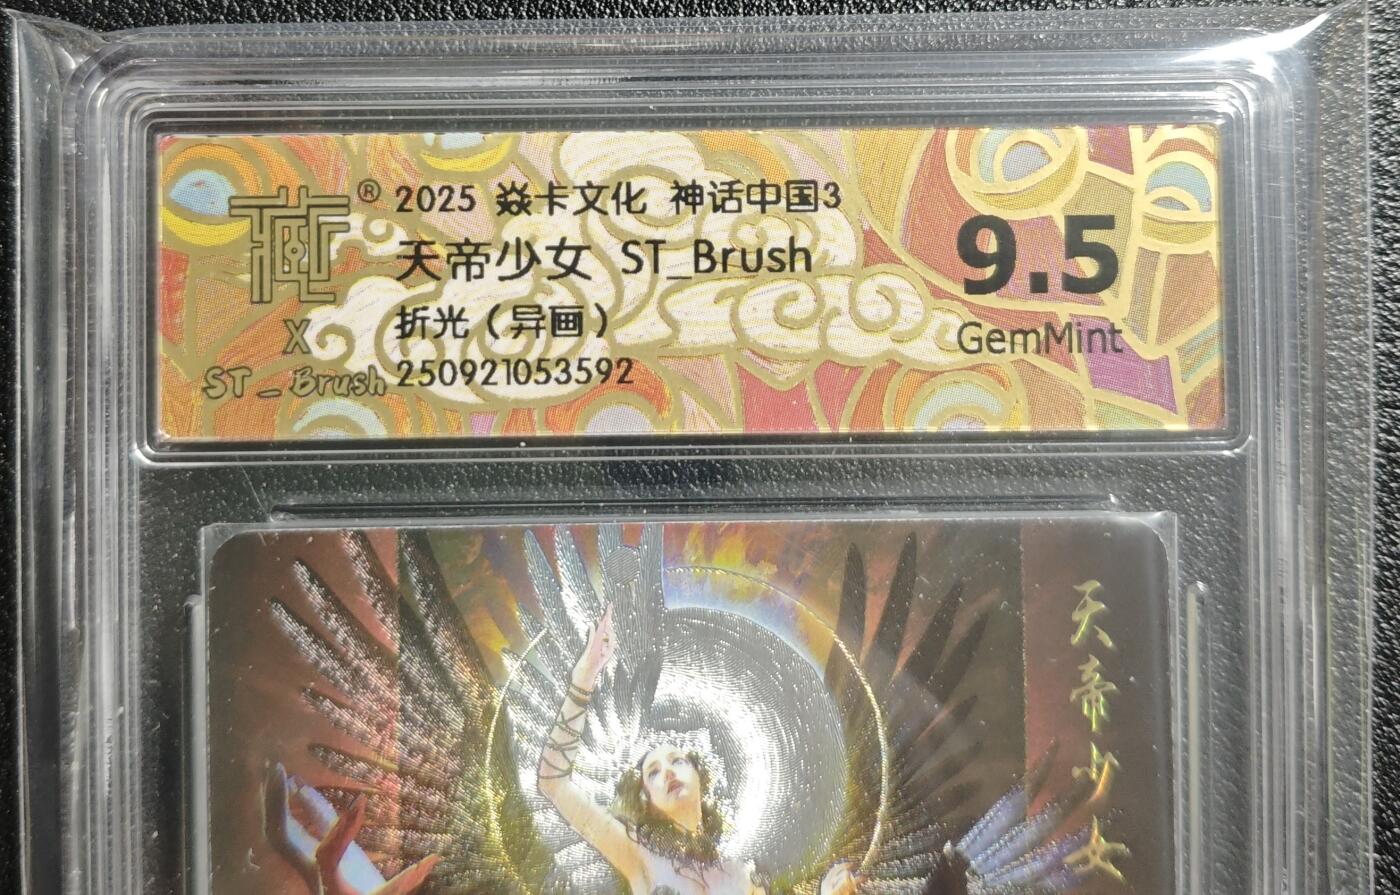 藏®
X
ST_Brush
2025 焱卡文化 神话中国3
天帝少女 ST_Brush
折光（异画）
250921053592
9.5
GemMint
天帝少女